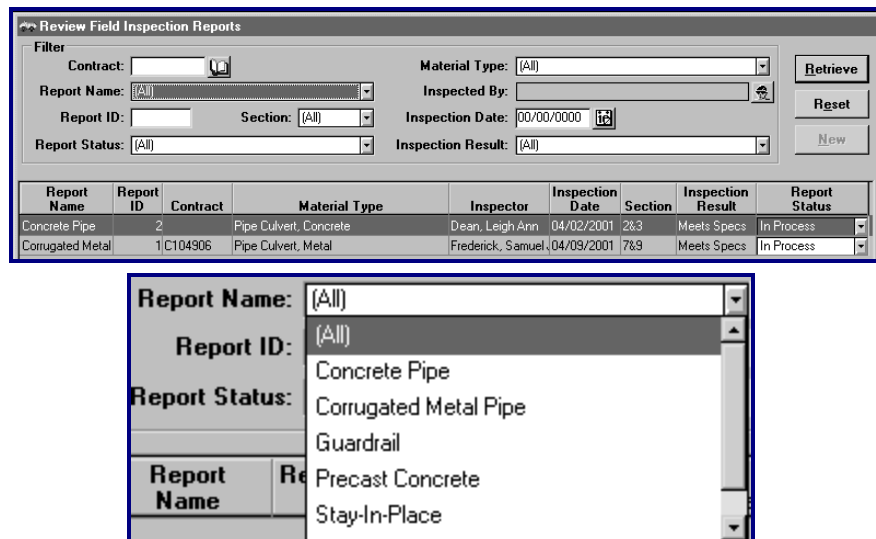 Review Field Inspection Reports
Filter
Contract: Material Type: (All) Retrieve
Report Name: (All) Inspected By:
Report ID: Section: (All) Inspection Date: 00/00/0000 Reset
Report Status: (All) Inspection Result: (All) New
Report Name Report ID Contract Material Type Inspector Inspection Date Section Inspection Result Report Status
Concrete Pipe 2 Pipe Culvert, Concrete Dean, Leigh Ann 04/02/2001 2&3 Meets Specs In Process
Corrugated Metal 1 C104906 Pipe Culvert, Metal Frederick, Samuel 04/09/2001 7&9 Meets Specs In Process
Report Name: (All)
(All)
Report ID:
Concrete Pipe
Report Status:
Corrugated Metal Pipe
Guardrail
Report Name Re
Precast Concrete
Stay-In-Place